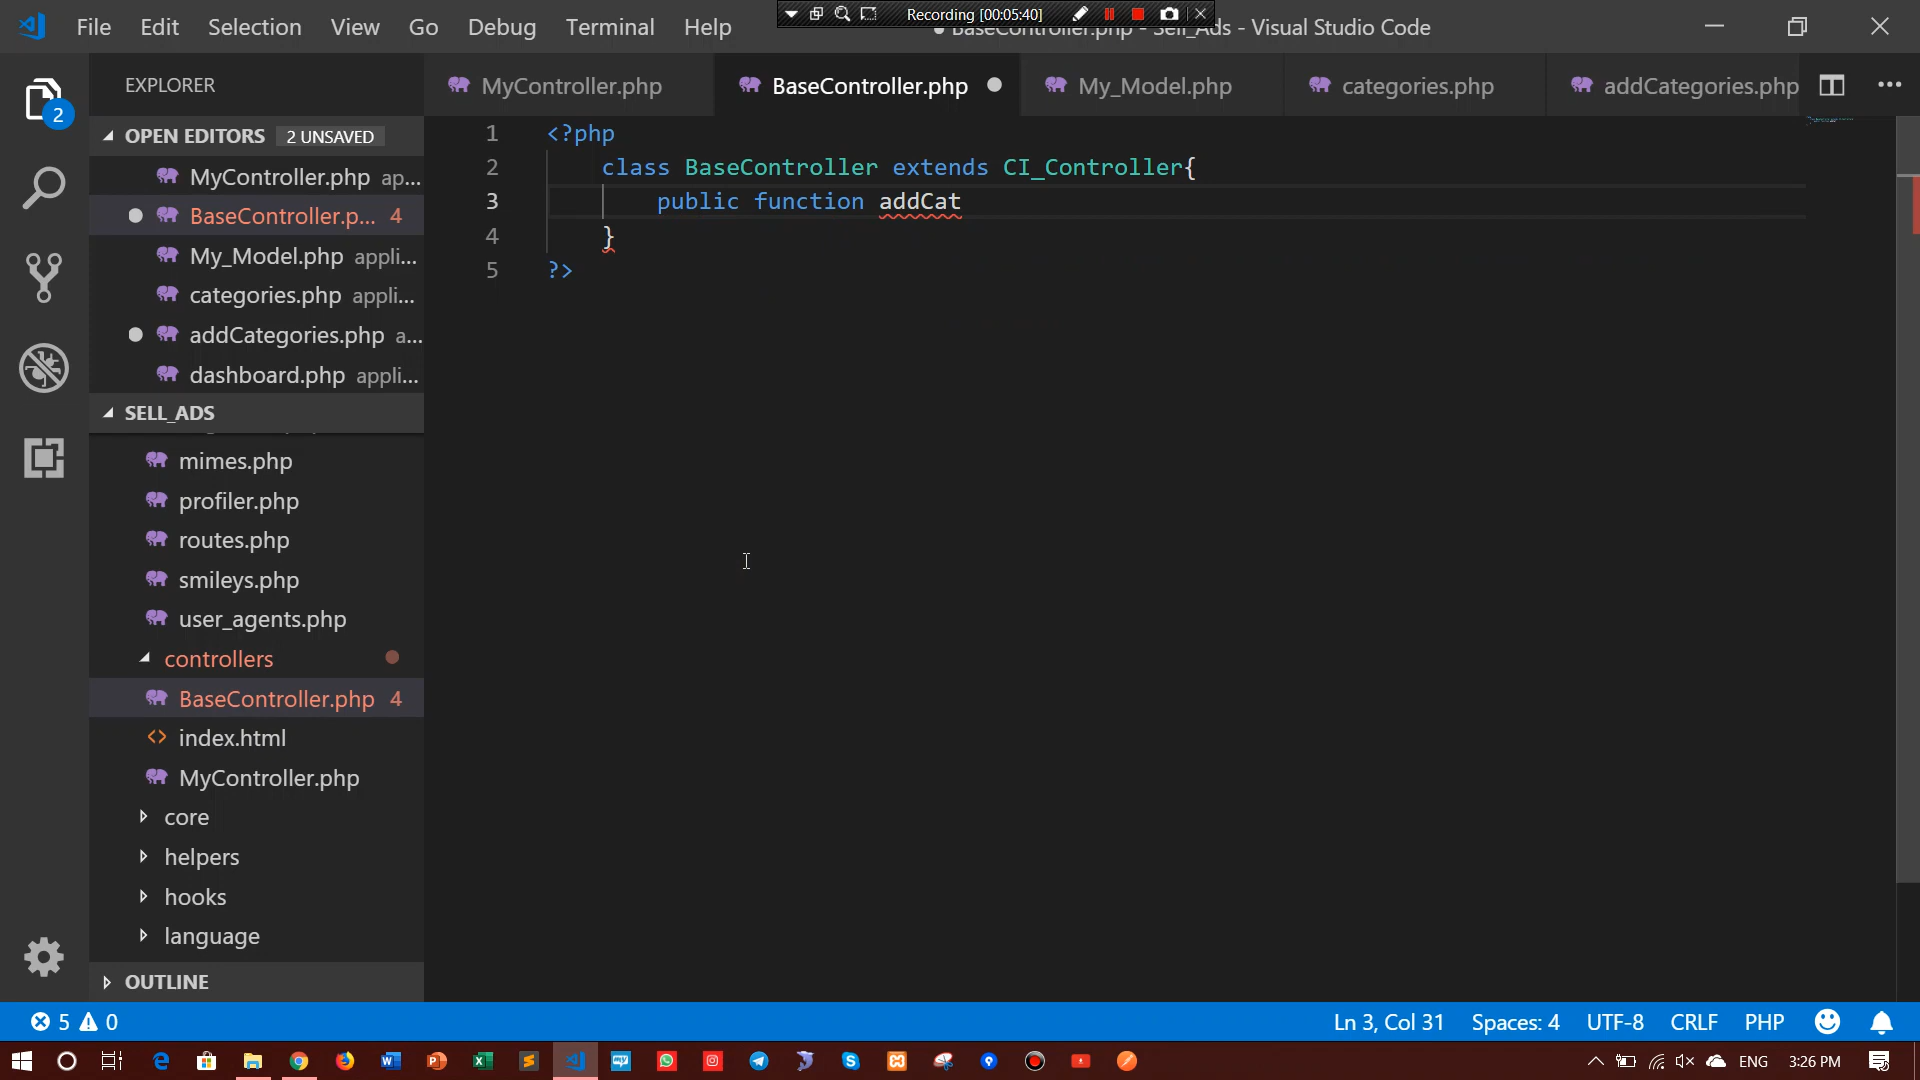 File Edit Selection View Go Debug Terminal Help
Recording [00:05:40]
BaseController.php - Sell_Ads - Visual Studio Code
EXPLORER
OPEN EDITORS 2 UNSAVED
MyController.php ap...
BaseController.p... 4
My_Model.php appli...
categories.php appli...
addCategories.php a...
dashboard.php appli...
SELL_ADS
mimes.php
profiler.php
routes.php
smileys.php
user_agents.php
controllers
BaseController.php 4
index.html
MyController.php
core
helpers
hooks
language
OUTLINE
2
MyController.php BaseController.php My_Model.php categories.php addCategories.php
1 <?php
2 class BaseController extends CI_Controller{
3 public function addCat
4 }
5 ?>
5 0 Ln 3, Col 31 Spaces: 4 UTF-8 CRLF PHP
ENG 3:26 PM